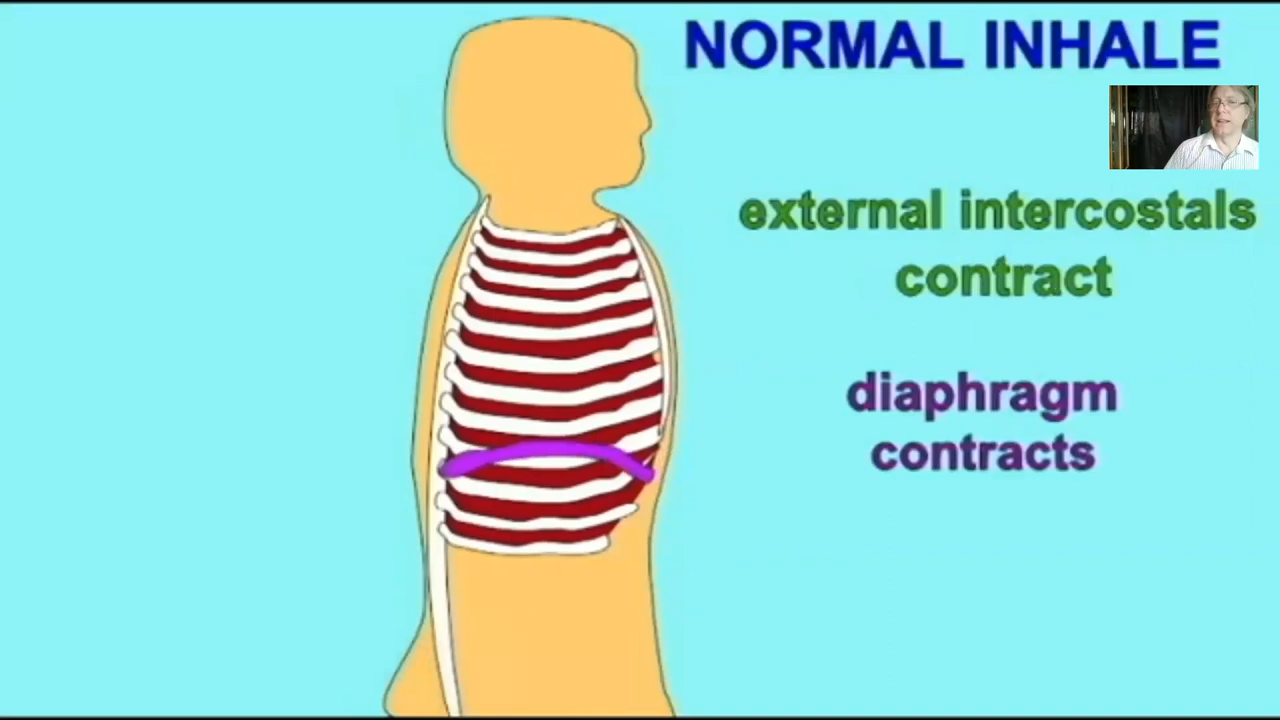 NORMAL INHALE
external intercostals
contract
diaphragm
contracts